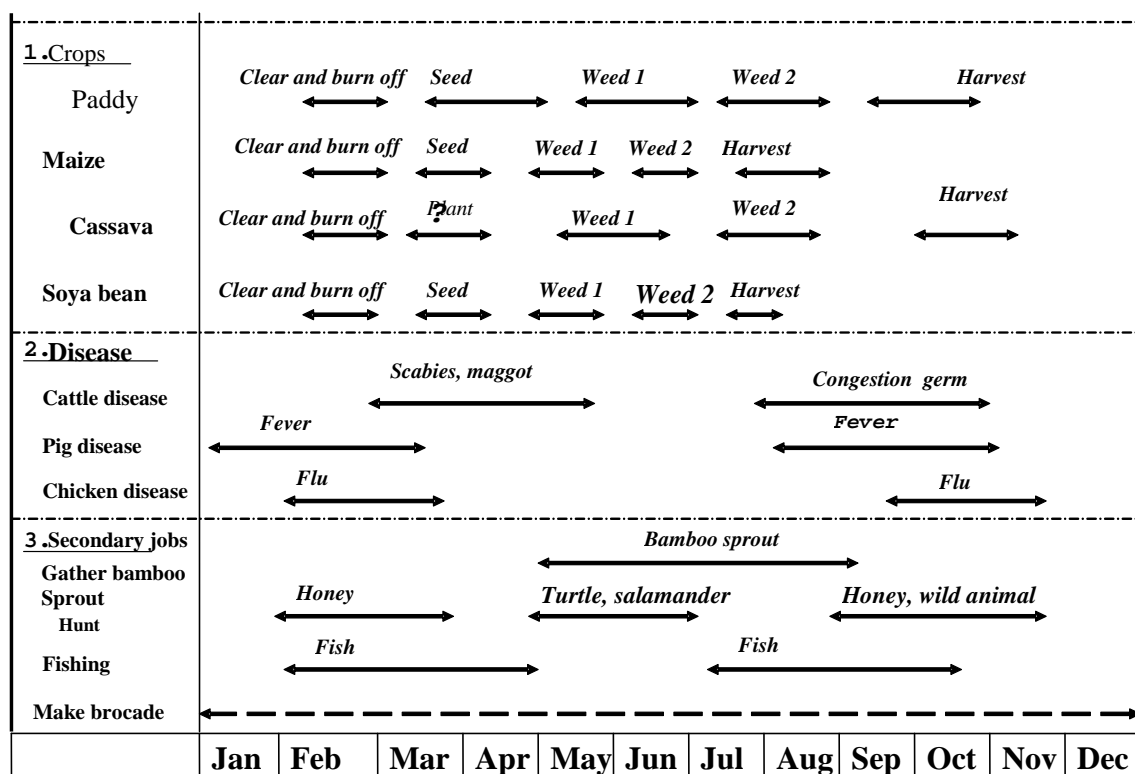 1.Crops
Clear and burn off Seed Weed 1 Weed 2 Harvest
Paddy
Clear and burn off Seed Weed 1 Weed 2 Harvest
Maize
? Plant Weed 2 Harvest
Cassava Clear and burn off Weed 1
Soya bean Clear and burn off Seed Weed 1 Weed 2 Harvest
2.Disease
Scabies, maggot Congestion germ
Cattle disease
Fever Fever
Pig disease
Flu Flu
Chicken disease
3.Secondary jobs Bamboo sprout
Gather bamboo
Sprout Honey Turtle, salamander Honey, wild animal
Hunt
Fish Fish
Fishing
Make brocade
Jan Feb Mar Apr May Jun Jul Aug Sep Oct Nov Dec